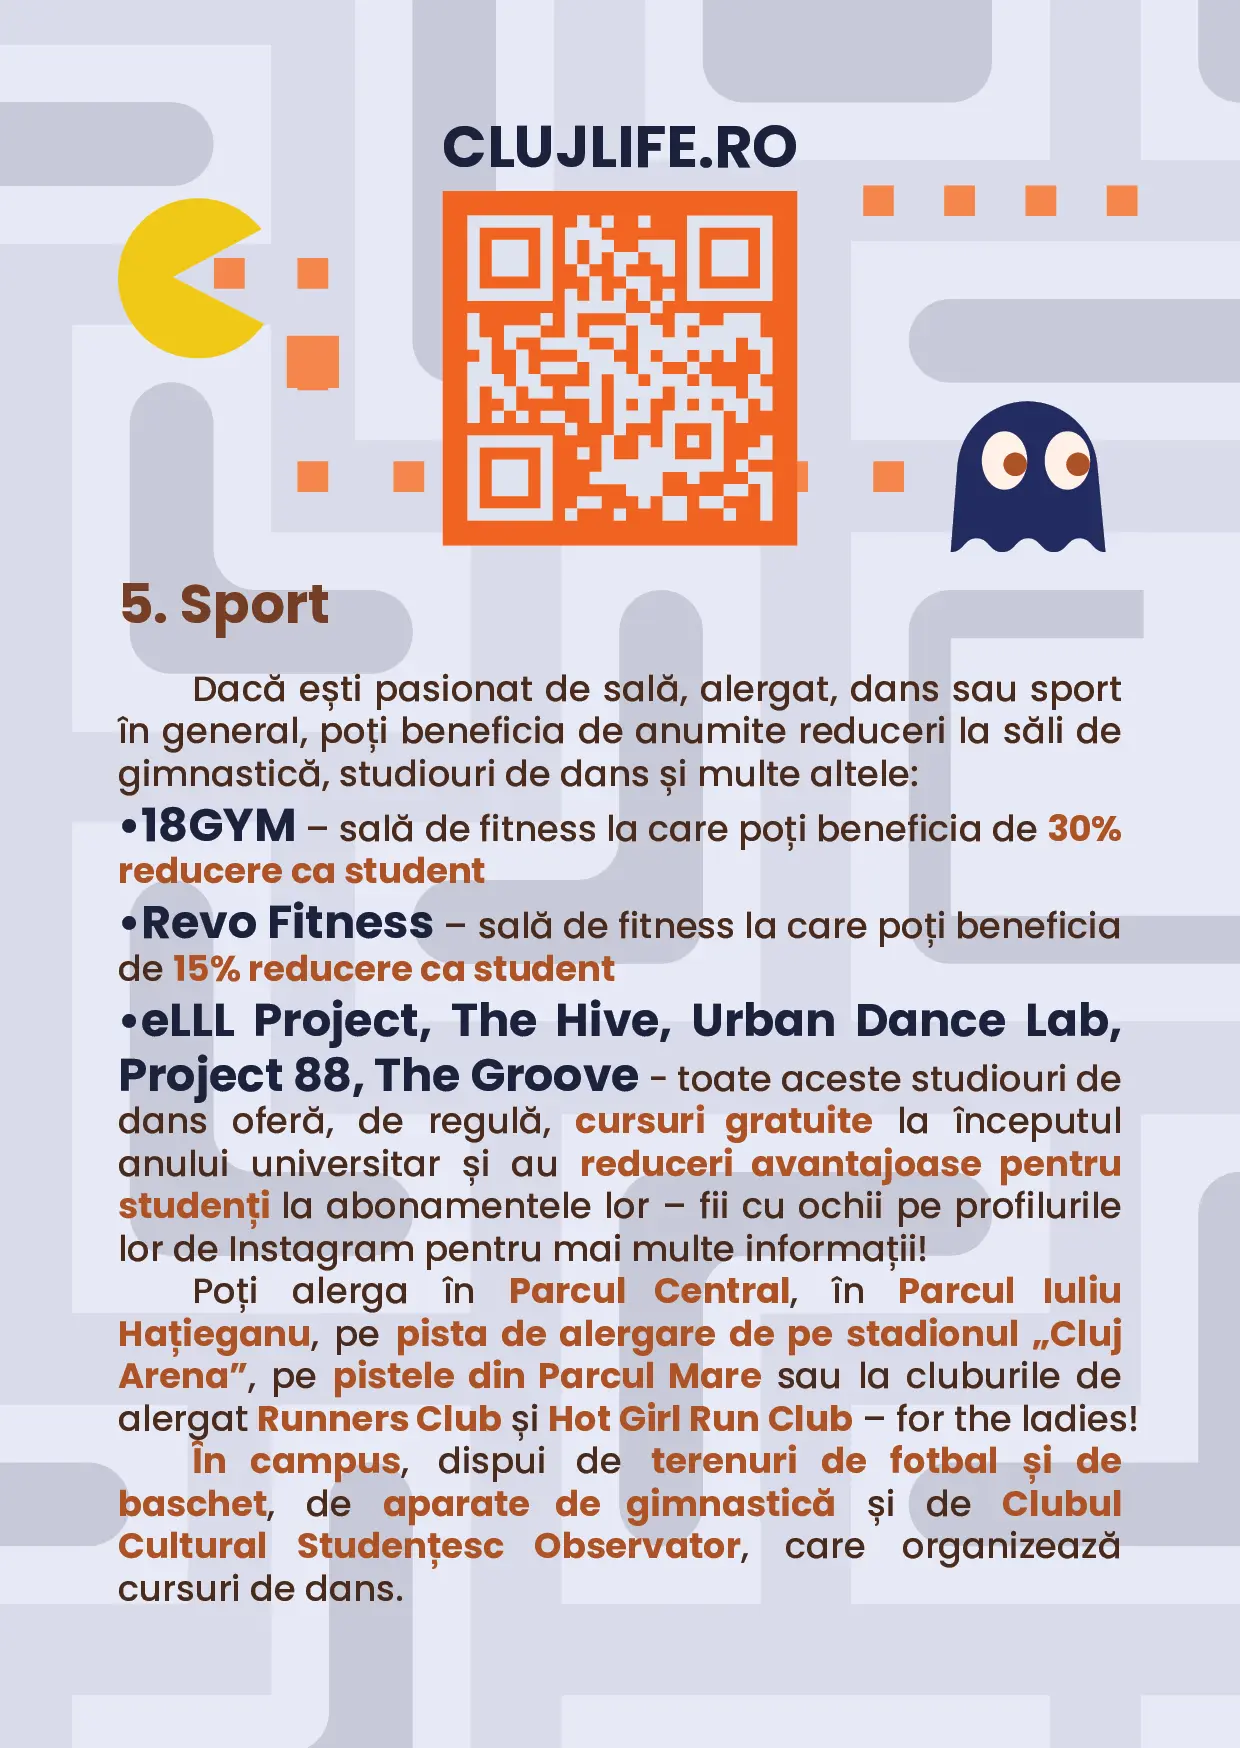 CLUJLIFE.RO
5. Sport
Dacă ești pasionat de sală, alergat, dans sau sport
în general, poți beneficia de anumite reduceri la săli de
gimnastică, studiouri de dans și multe altele:
•18GYM – sală de fitness la care poți beneficia de 30%
reducere ca student
•Revo Fitness – sală de fitness la care poți beneficia
de 15% reducere ca student
•eLLL Project, The Hive, Urban Dance Lab,
Project 88, The Groove - toate aceste studiouri de
dans oferă, de regulă, cursuri gratuite la începutul
anului universitar și au reduceri avantajoase pentru
studenți la abonamentele lor – fii cu ochii pe profilurile
lor de Instagram pentru mai multe informații!
Poți alerga în Parcul Central, în Parcul Iuliu
Hațieganu, pe pista de alergare de pe stadionul „Cluj
Arena”, pe pistele din Parcul Mare sau la cluburile de
alergat Runners Club și Hot Girl Run Club – for the ladies!
În campus, dispui de terenuri de fotbal și de
baschet, de aparate de gimnastică și de Clubul
Cultural Studențesc Observator, care organizează
cursuri de dans.